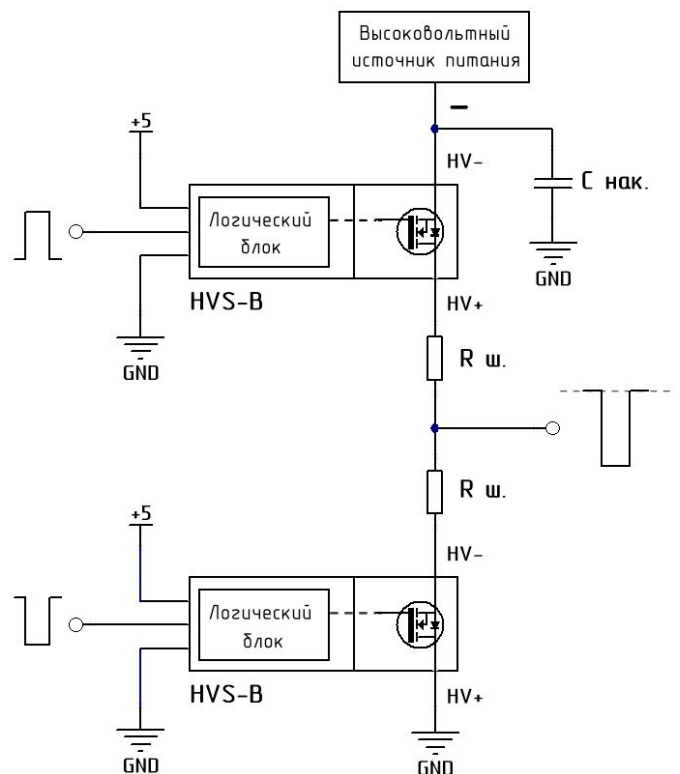 Высоковольтный
источник питания
–
+5
HV-
С нак.
Логический
блок
GND
HVS-B
HV+
GND
R ш.
R ш.
+5
HV-
Логический
блок
HVS-B
HV+
GND
GND